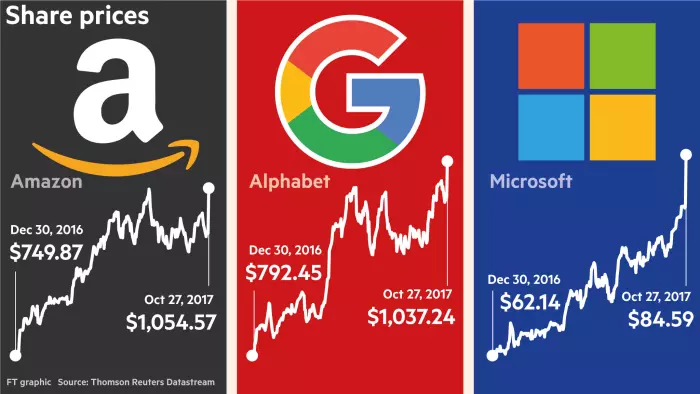 Share prices
a
Amazon
Dec 30, 2016
$749.87
Oct 27, 2017
$1,054.57
G
Alphabet
Dec 30, 2016
$792.45
Oct 27, 2017
$1,037.24
Microsoft
Dec 30, 2016
$62.14
Oct 27, 2017
$84.59
FT graphic Source: Thomson Reuters Datastream